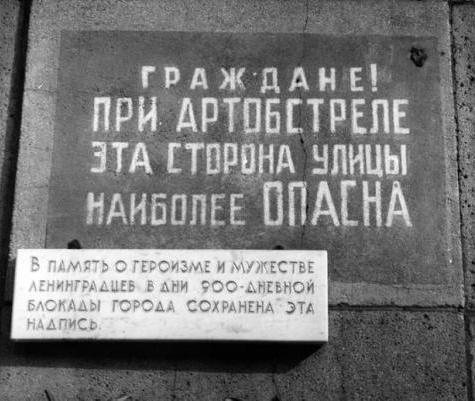 ГРАЖДАНЕ!
ПРИ АРТОБСТРЕЛЕ
ЭТА СТОРОНА УЛИЦЫ
НАИБОЛЕЕ ОПАСНА
В ПАМЯТЬ О ГЕРОИЗМЕ И МУЖЕСТВЕ
ЛЕНИНГРАДЦЕВ В ДНИ 900-ДНЕВНОЙ
БЛОКАДЫ ГОРОДА СОХРАНЕНА ЭТА
НАДПИСЬ.